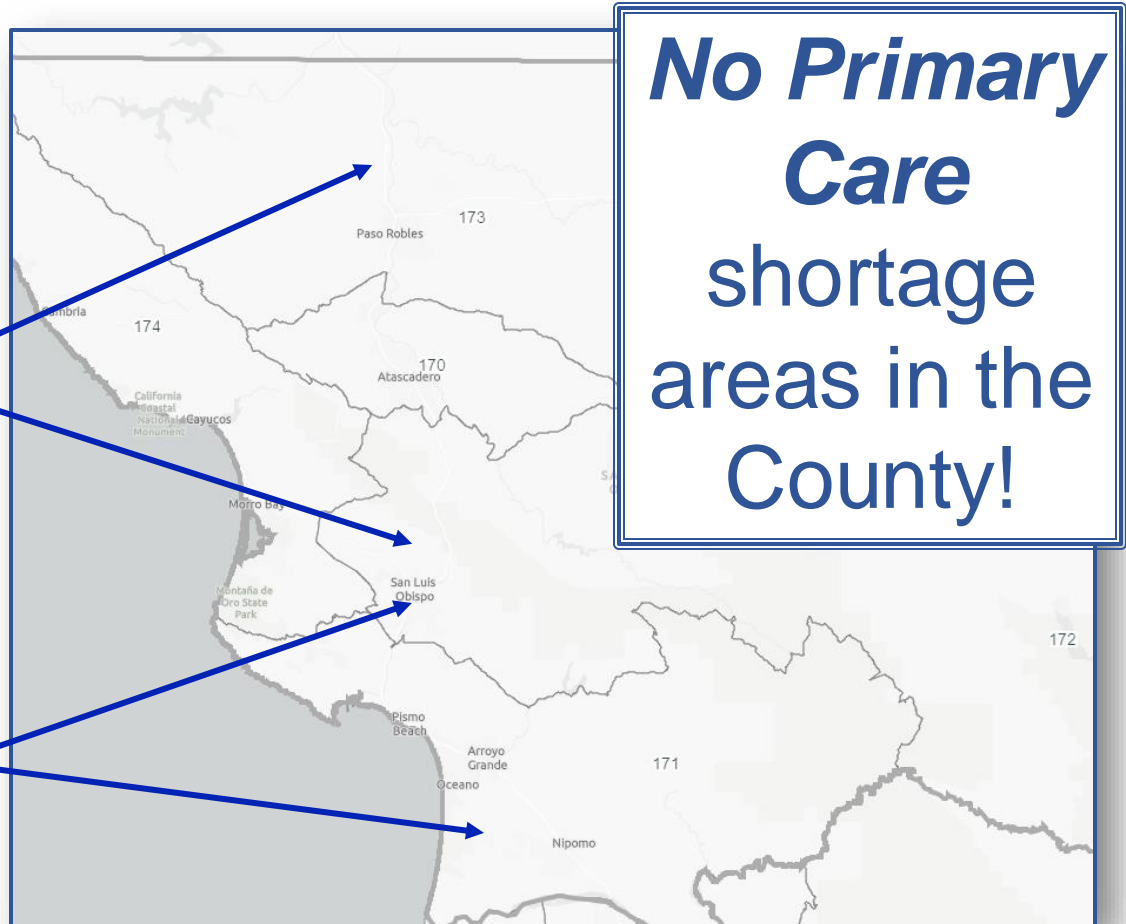 No Primary
Care
shortage
areas in the
County!
173
Paso Robles
Cambria
174
170
Atascadero
California
Coastal
National
Monument
Cayucos
Morro Bay
San Luis
Obispo
Montaña de
Oro State
Park
172
Pismo
Beach
Arroyo
Grande
171
Oceano
Nipomo